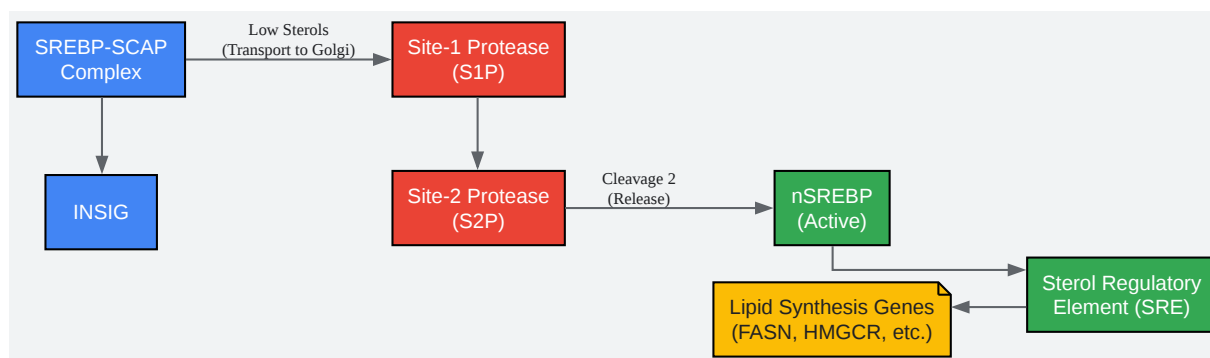 SREBP-SCAP
Complex
Low Sterols
(Transport to Golgi)
Site-1 Protease
(S1P)
INSIG
Site-2 Protease
(S2P)
Cleavage 2
(Release)
nSREBP
(Active)
Sterol Regulatory
Element (SRE)
Lipid Synthesis Genes
(FASN, HMGCR, etc.)